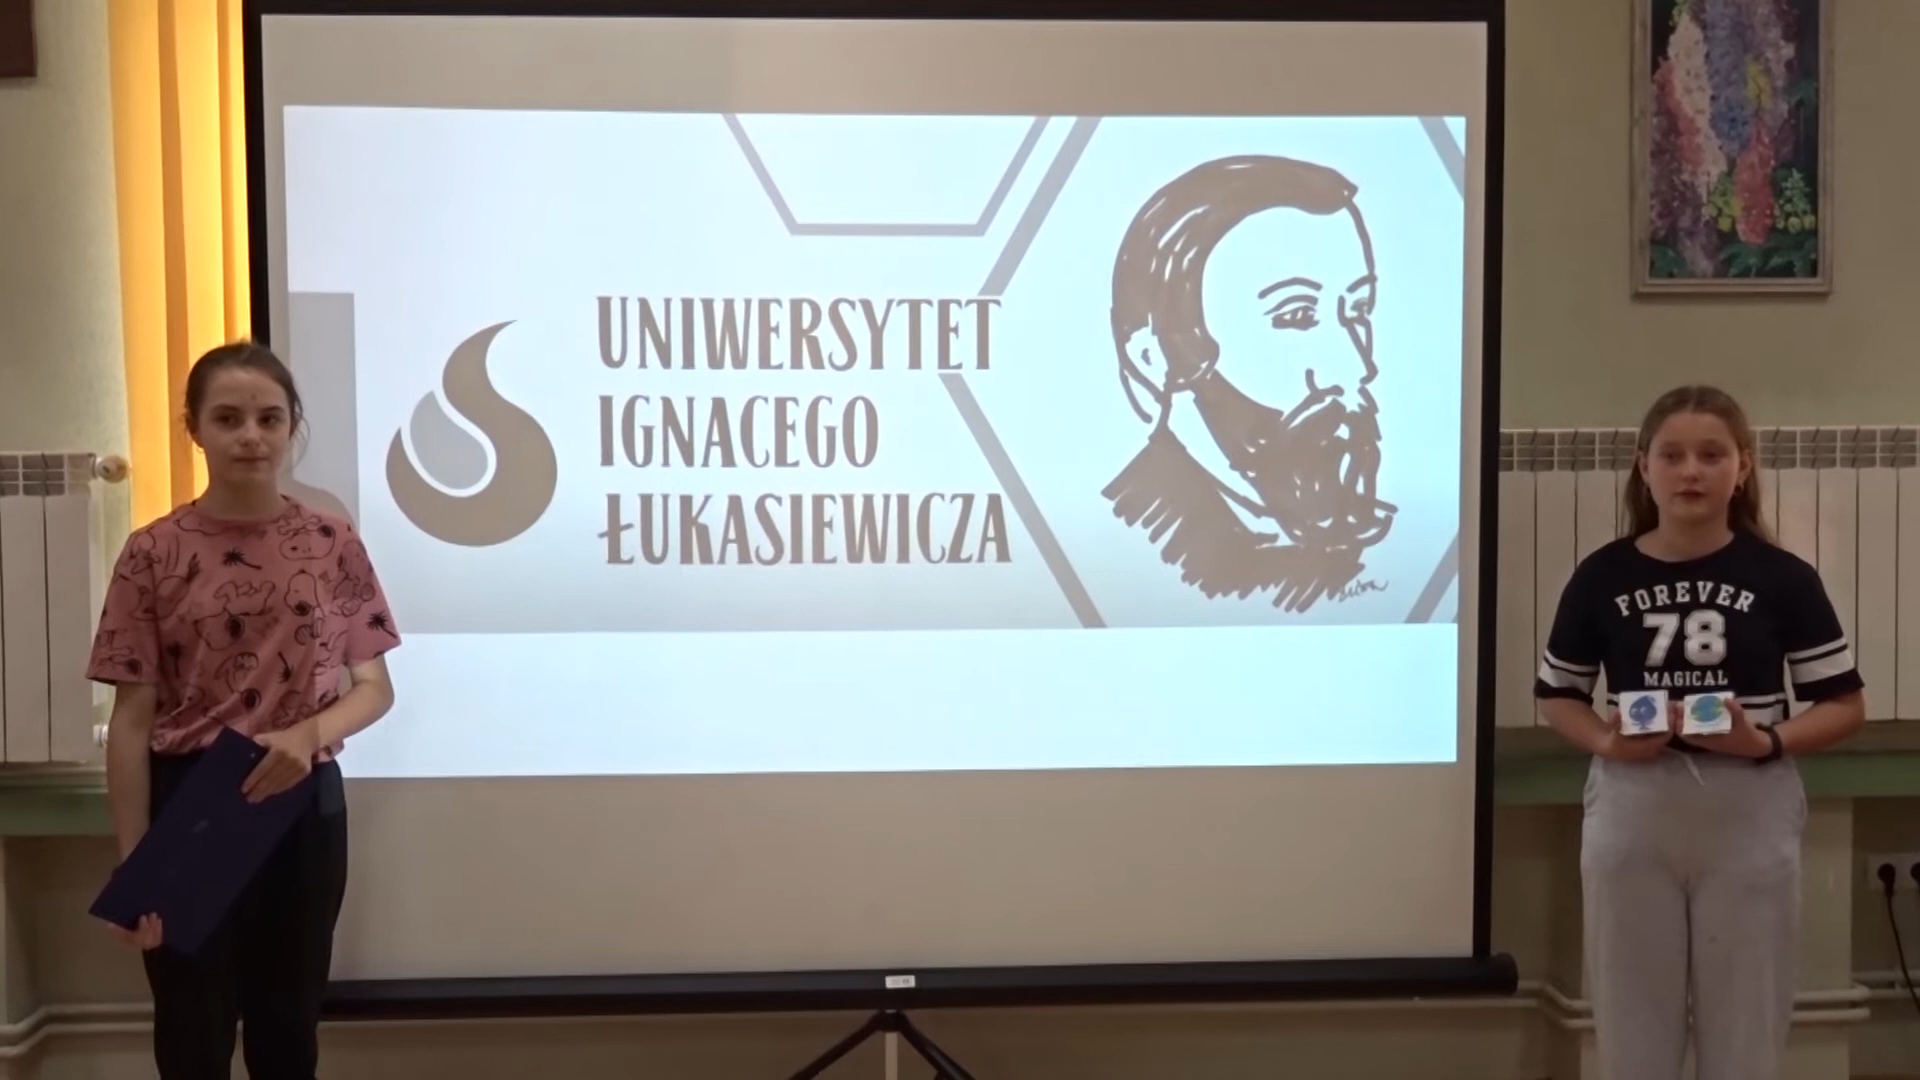 UNIWERSYTET
IGNACEGO
ŁUKASIEWICZA
FOREVER
78
MAGICAL